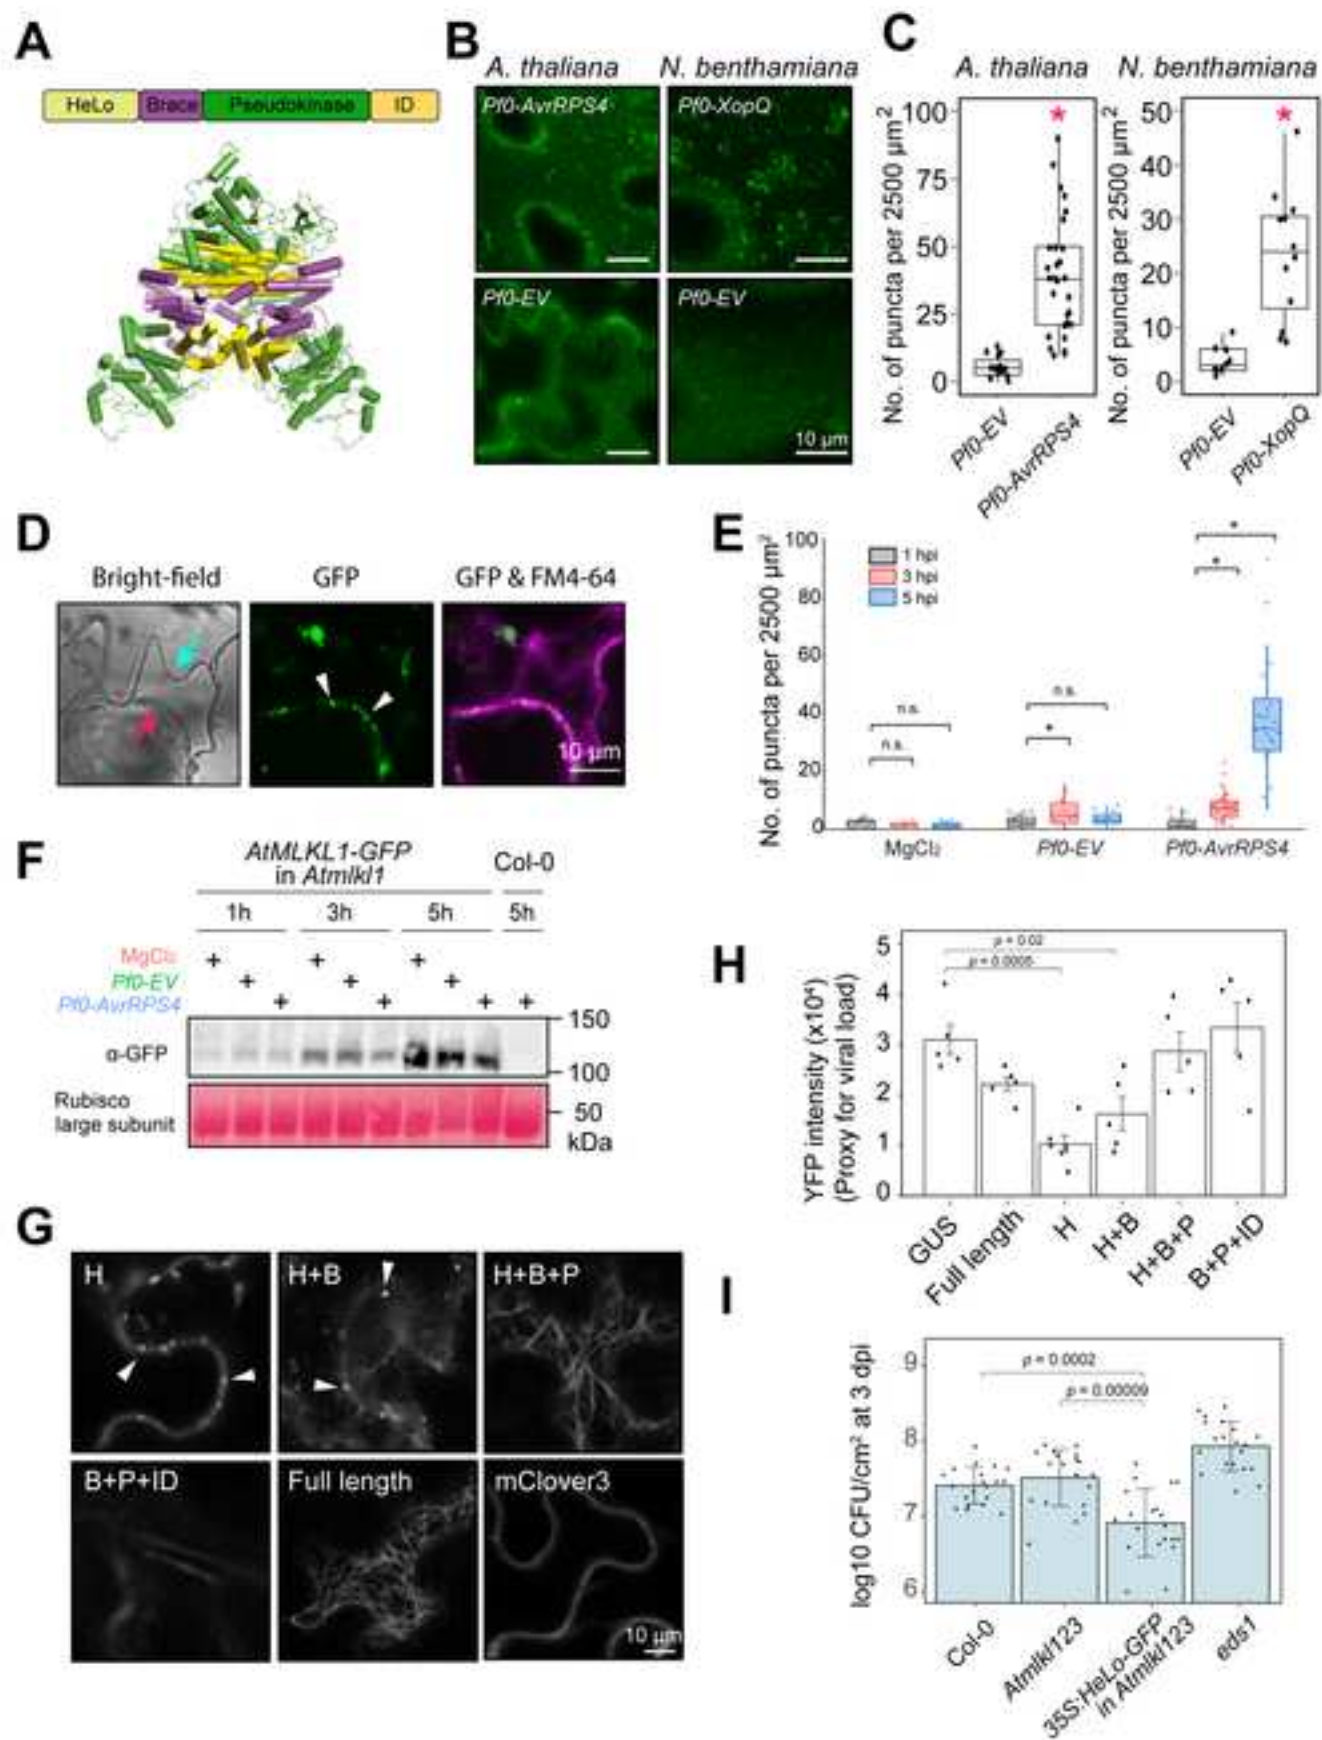 A
HeLo
Brace
Pseudokinase
ID
B
A. thaliana
N. benthamiana
Pf0-AvrRPS4
Pf0-XopQ
Pf0-EV
Pf0-EV
10 μm
C
A. thaliana
N. benthamiana
No. of puncta per 2500 μm²
100
75
50
25
0
Pf0-EV
Pf0-AvrRPS4
*
No. of puncta per 2500 μm²
50
40
30
20
10
0
Pf0-EV
Pf0-XopQ
*
D
Bright-field
GFP
GFP & FM4-64
10 μm
E
No. of puncta per 2500 μm²
100
80
60
40
20
0
1 hpi
3 hpi
5 hpi
n.s.
n.s.
n.s.
*
*
*
MgCl₂
Pf0-EV
Pf0-AvrRPS4
F
AtMLKL1-GFP
in Atmlkl1
Col-0
1h
3h
5h
5h
MgCl₂ + + +
Pf0-EV + + +
Pf0-AvrRPS4 + + + +
α-GFP
150
100
Rubisco
large subunit
50
kDa
G
H
H+B
H+B+P
B+P+ID
Full length
mClover3
10 μm
H
YFP intensity (x10⁴)
(Proxy for viral load)
5
4
3
2
1
0
p = 0.02
p = 0.0005
GUS
Full length
H
H+B
H+B+P
B+P+ID
I
log10 CFU/cm² at 3 dpi
9
8
7
6
p = 0.0002
p = 0.00009
Col-0
Atmlkl123
35S:HeLo-GFP
in Atmlkl123
eds1